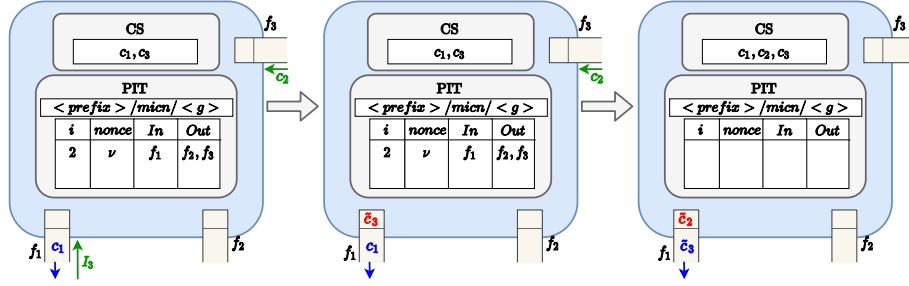 CS
c₁, c₃
f₃
c₂
PIT
< prefix > /micn/ < g >
i nonce In Out
2 ν f₁ f₂, f₃
f₁
c₁
I₃
f₂
CS
c₁, c₃
f₃
c₂
PIT
< prefix > /micn/ < g >
i nonce In Out
2 ν f₁ f₂, f₃
c̃₃
f₁
c₁
f₂
CS
c₁, c₂, c₃
f₃
PIT
< prefix > /micn/ < g >
i nonce In Out
c̃₂
f₁
c̃₃
f₂